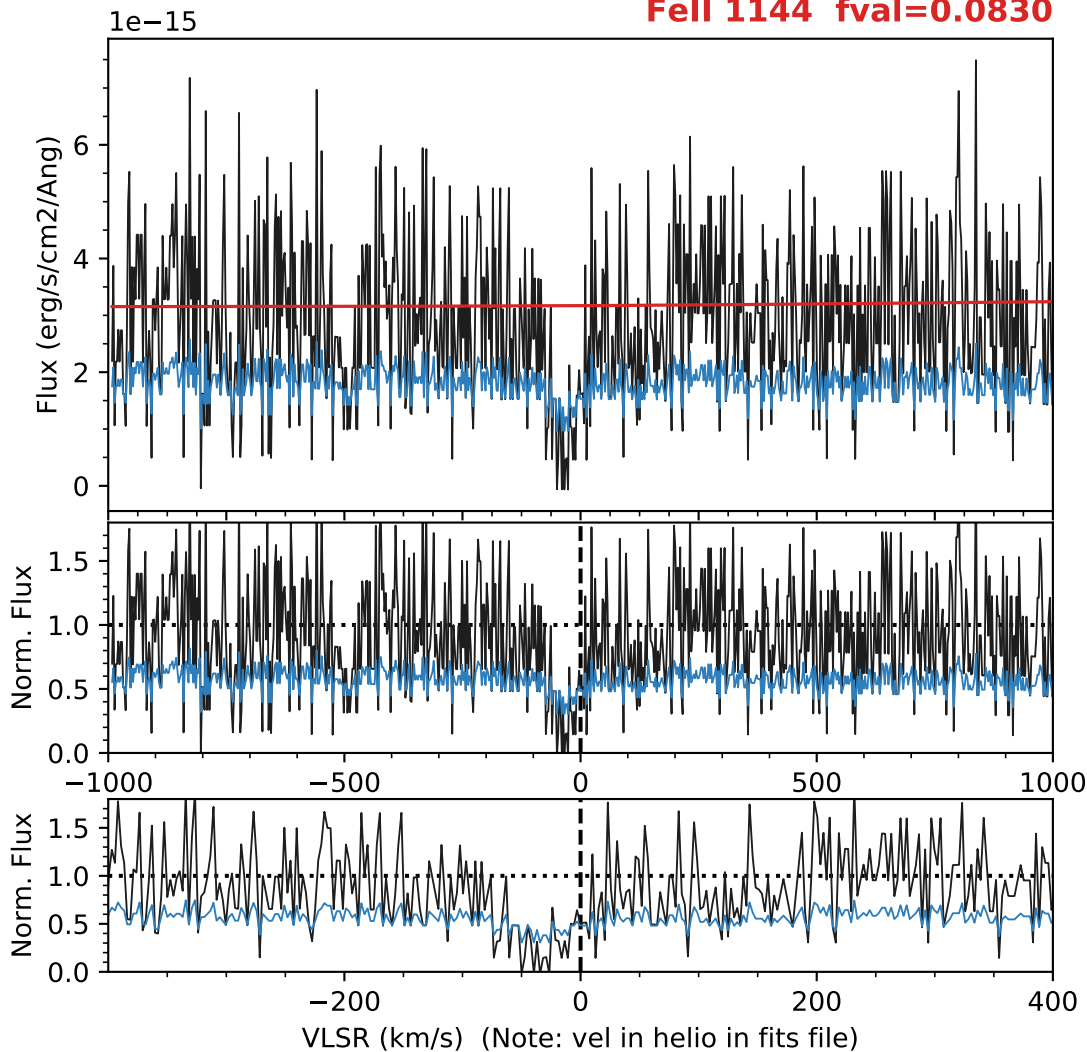 1e−15
FeII 1144  fval=0.0830
Flux (erg/s/cm2/Ang)
6
4
2
0
Norm. Flux
1.5
1.0
0.5
0.0
−1000 −500 0 500 1000
Norm. Flux
1.5
1.0
0.5
0.0
−200 0 200 400
VLSR (km/s)  (Note: vel in helio in fits file)